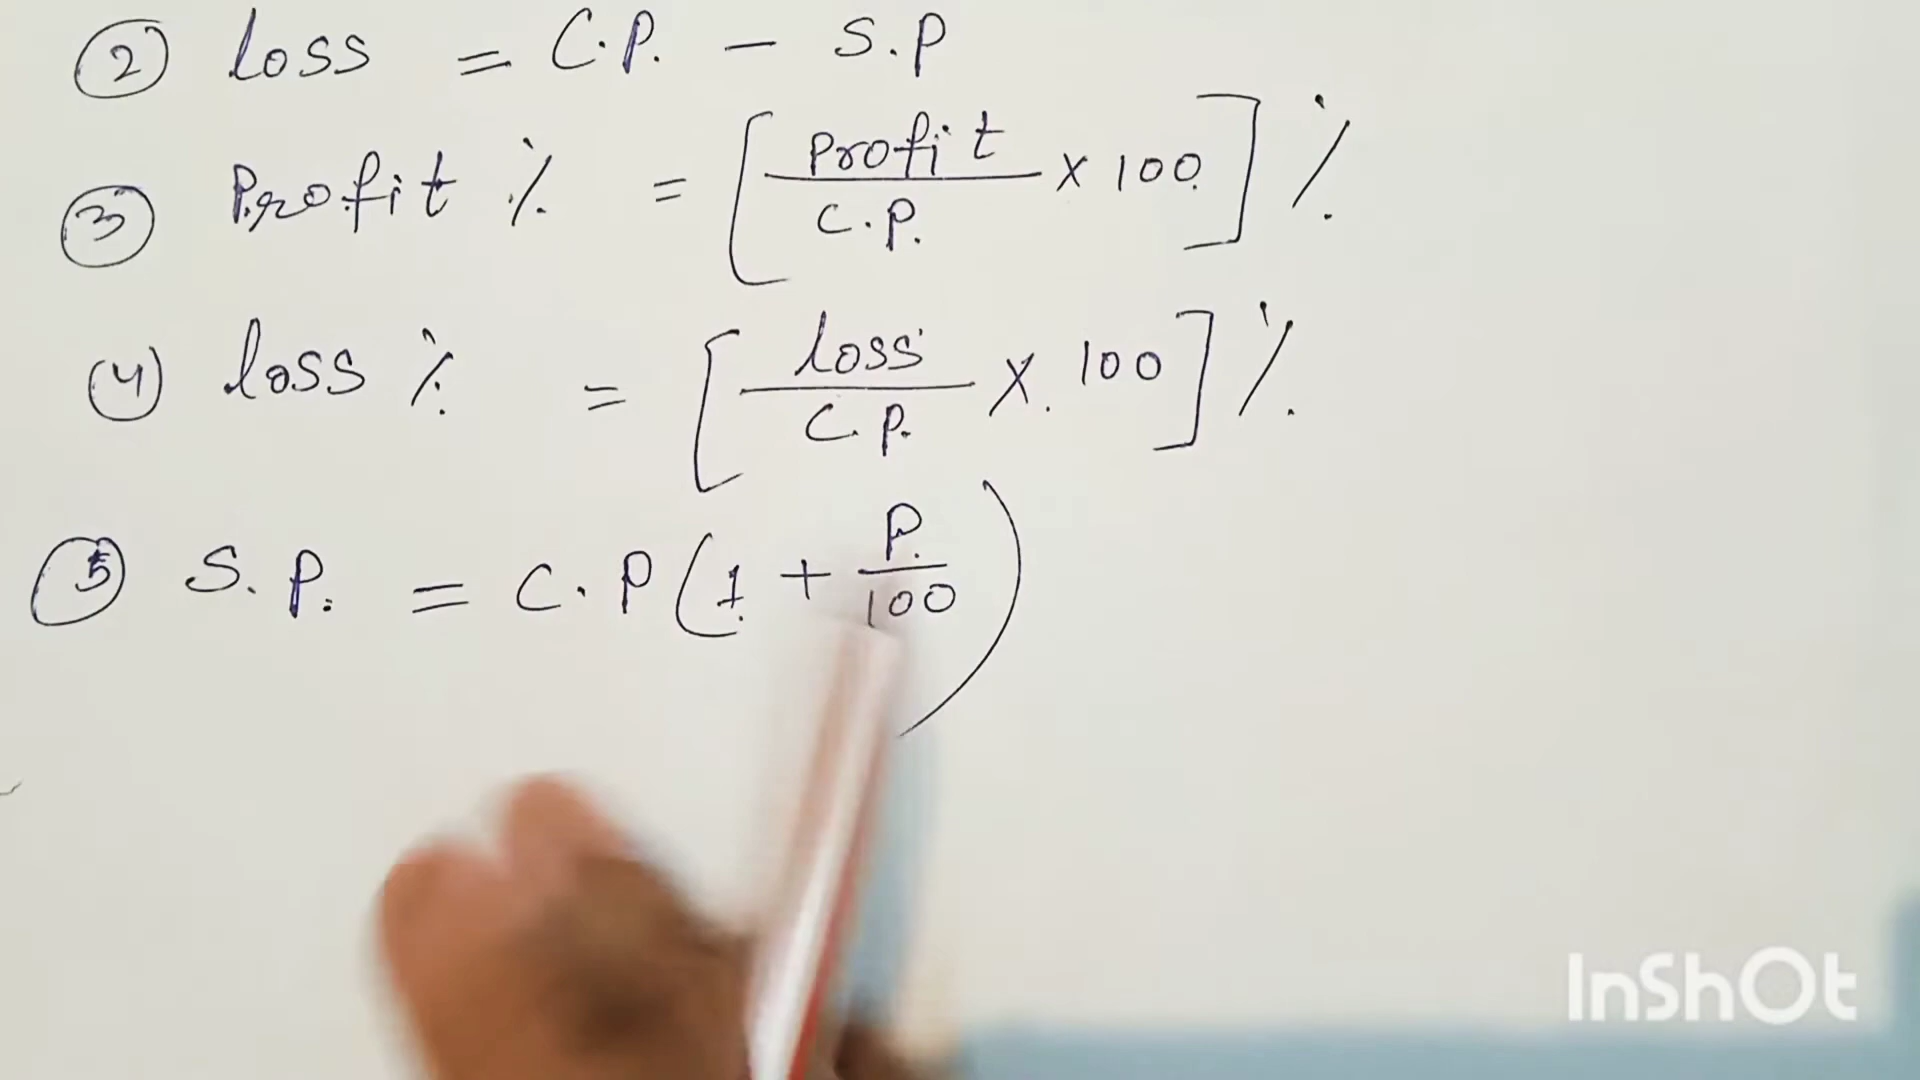 ② loss = C.P. - S.P
③ Profit % = [Profit/C.P. × 100] %
(4) loss % = [loss/C.P. × 100] %
⑤ S.P. = C.P (1 + P./100)
InShOt